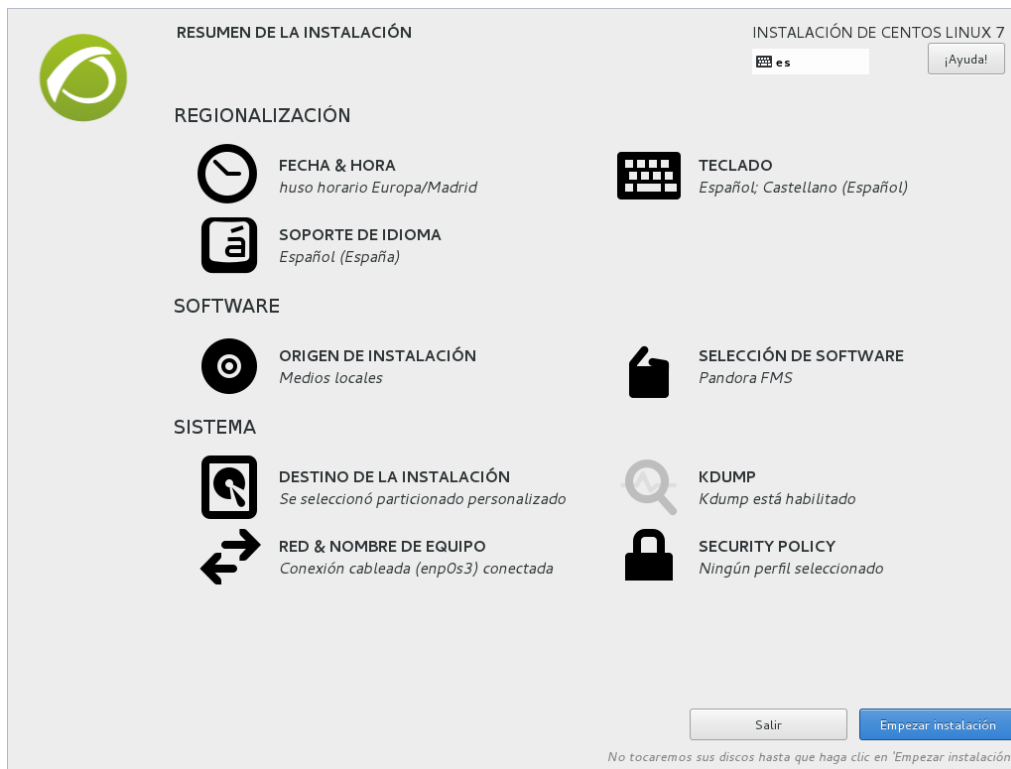 RESUMEN DE LA INSTALACIÓN
INSTALACIÓN DE CENTOS LINUX 7
es
¡Ayuda!
REGIONALIZACIÓN
FECHA & HORA
huso horario Europa/Madrid
TECLADO
Español; Castellano (Español)
á
SOPORTE DE IDIOMA
Español (España)
SOFTWARE
ORIGEN DE INSTALACIÓN
Medios locales
SELECCIÓN DE SOFTWARE
Pandora FMS
SISTEMA
DESTINO DE LA INSTALACIÓN
Se seleccionó particionado personalizado
KDUMP
Kdump está habilitado
RED & NOMBRE DE EQUIPO
Conexión cableada (enp0s3) conectada
SECURITY POLICY
Ningún perfil seleccionado
Salir
Empezar instalación
No tocaremos sus discos hasta que haga clic en 'Empezar instalación